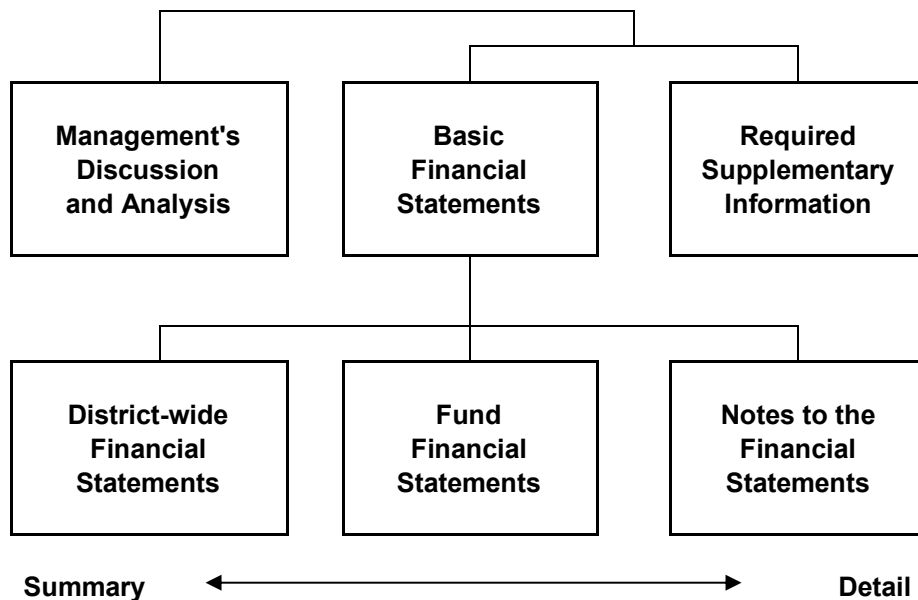 Management's
Discussion
and Analysis
Basic
Financial
Statements
Required
Supplementary
Information
District-wide
Financial
Statements
Fund
Financial
Statements
Notes to the
Financial
Statements
Summary
Detail